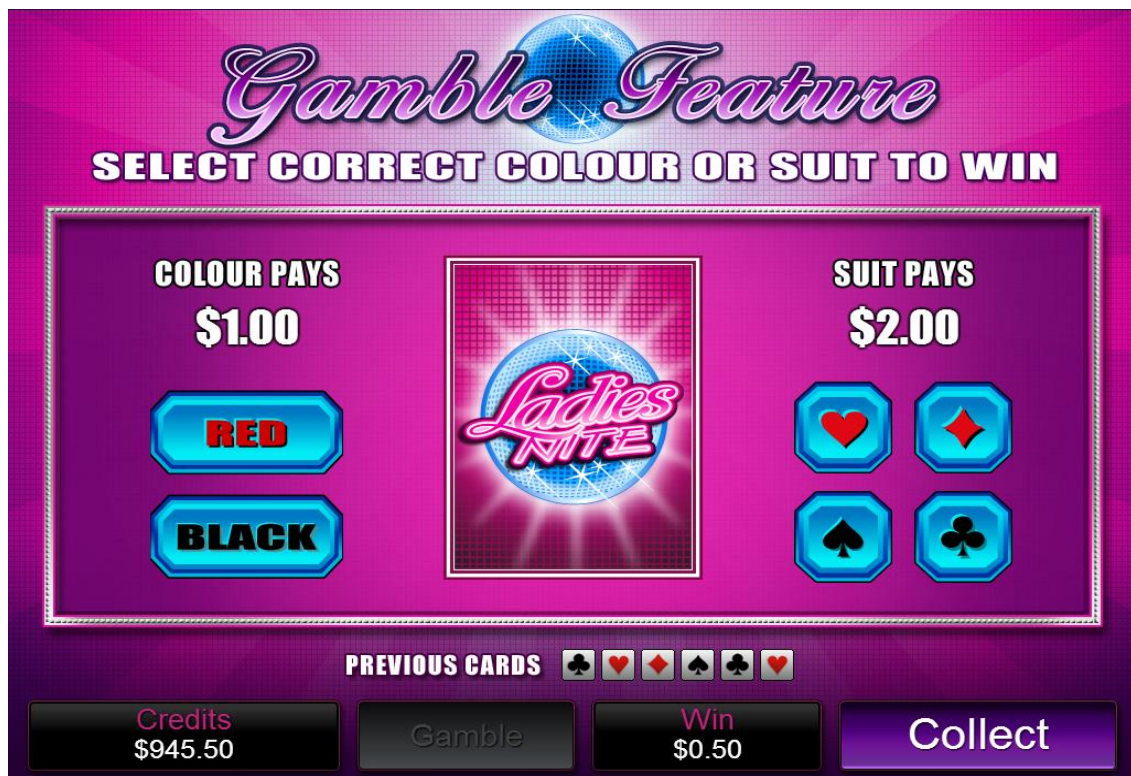 Gamble Feature
SELECT CORRECT COLOUR OR SUIT TO WIN
COLOUR PAYS
$1.00
RED
BLACK
Ladies
NITE
SUIT PAYS
$2.00
PREVIOUS CARDS
Credits
$945.50
Gamble
Win
$0.50
Collect